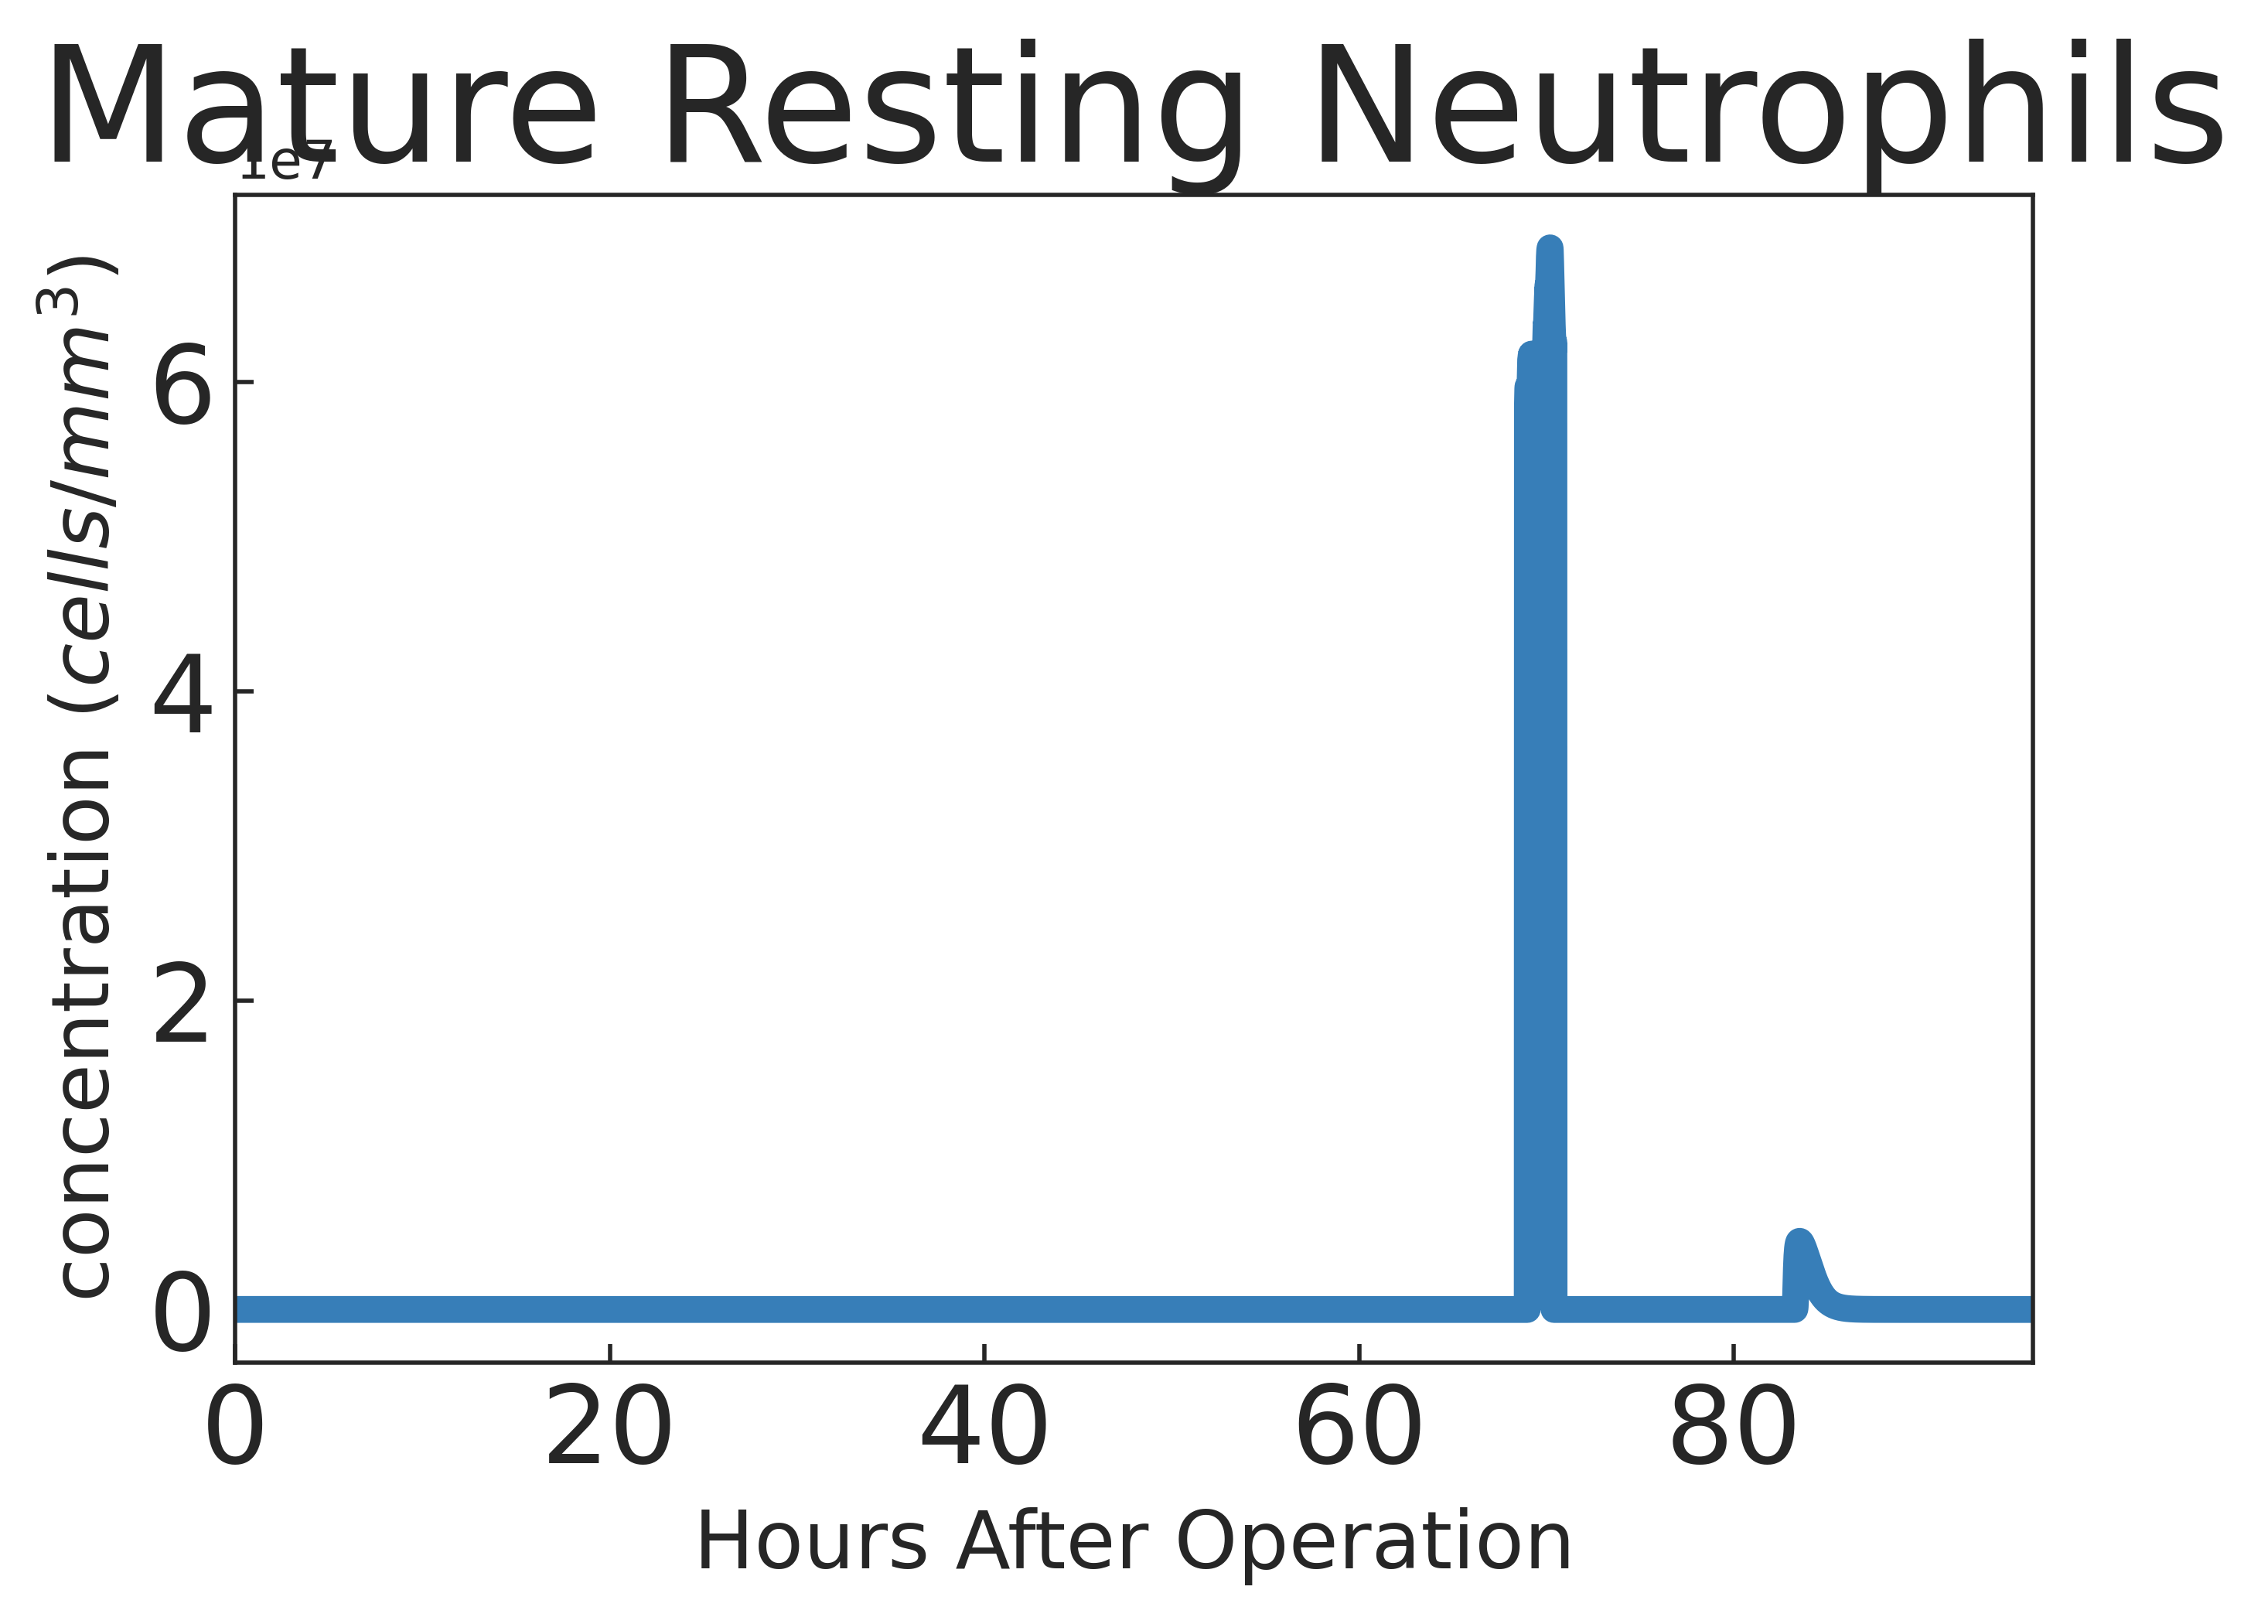 Mature Resting Neutrophils
1e7
concentration (cells/mm³)
6
4
2
0
0 20 40 60 80
Hours After Operation